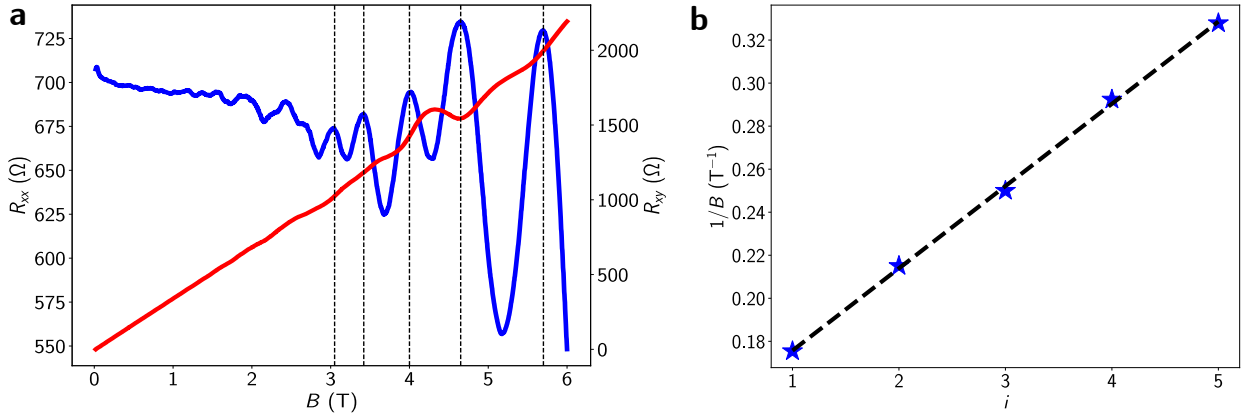 a
725
700
675
650
625
600
575
550
R_xx (Ω)
0 1 2 3 4 5 6
B (T)
2000
1500
1000
500
0
R_xy (Ω)
b
0.32
0.30
0.28
0.26
0.24
0.22
0.20
0.18
1/B (T⁻¹)
1 2 3 4 5
i